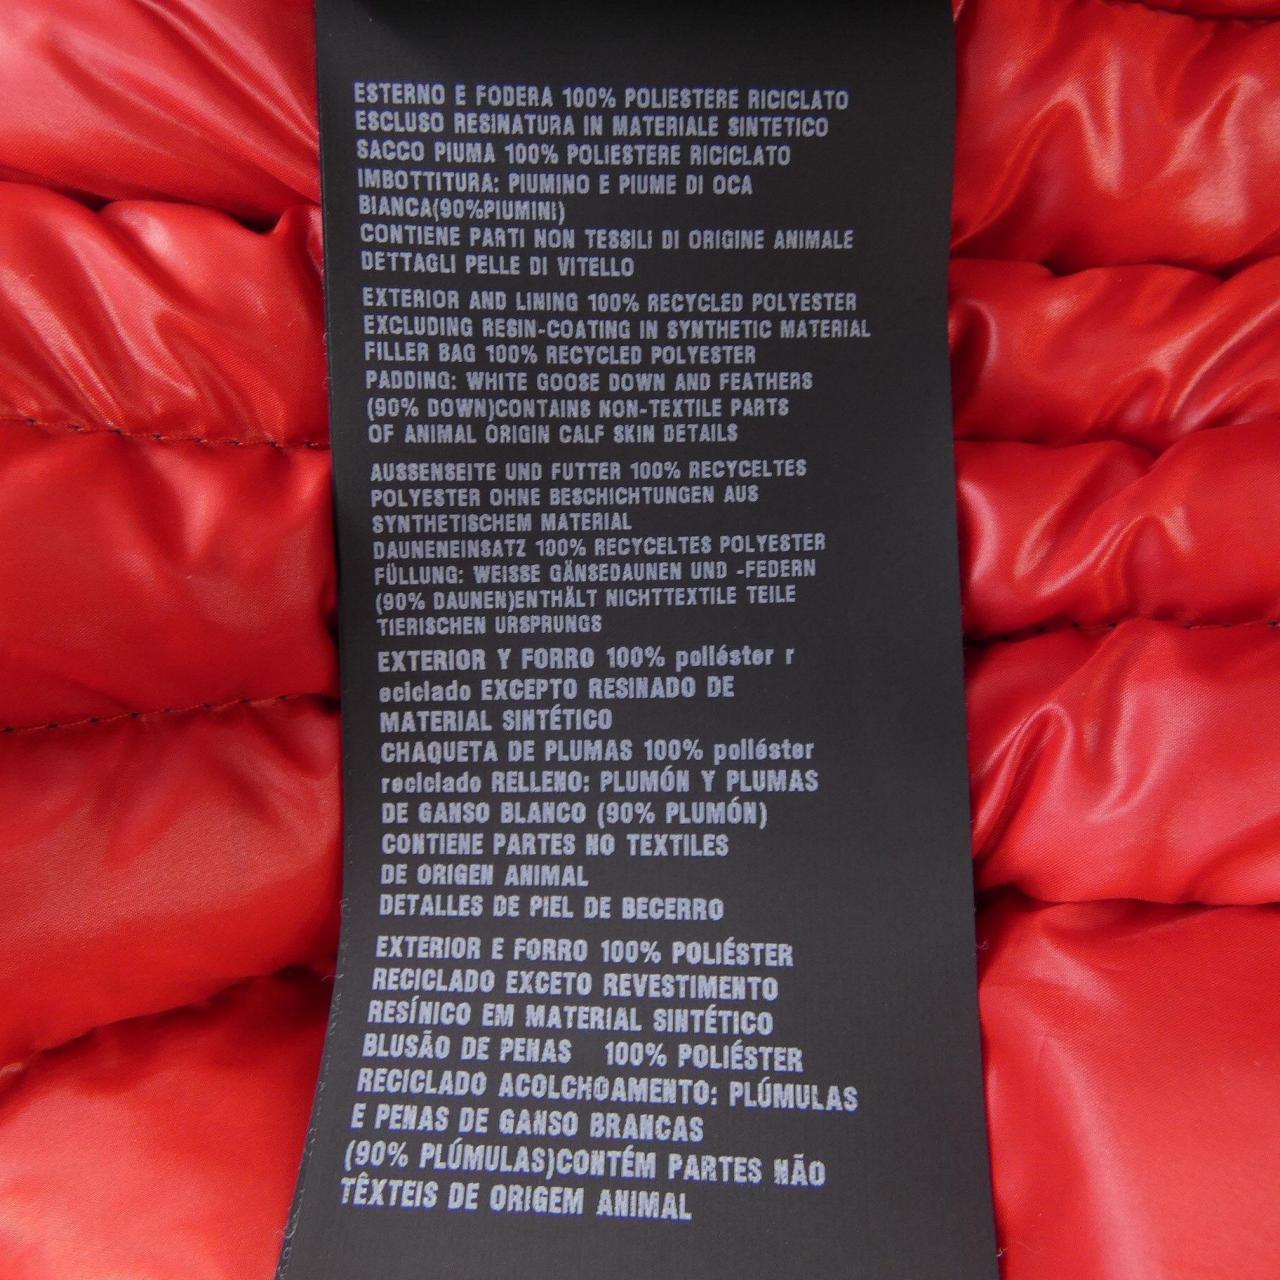 ESTERNO E FODERA 100% POLIESTERE RICICLATO
ESCLUSO RESINATURA IN MATERIALE SINTETICO
SACCO PIUMA 100% POLIESTERE RICICLATO
IMBOTTITURA: PIUMINO E PIUME DI OCA
BIANCA(90%PIUMINI)
CONTIENE PARTI NON TESSILI DI ORIGINE ANIMALE
DETTAGLI PELLE DI VITELLO
EXTERIOR AND LINING 100% RECYCLED POLYESTER
EXCLUDING RESIN-COATING IN SYNTHETIC MATERIAL
FILLER BAG 100% RECYCLED POLYESTER
PADDING: WHITE GOOSE DOWN AND FEATHERS
(90% DOWN)CONTAINS NON-TEXTILE PARTS
OF ANIMAL ORIGIN CALF SKIN DETAILS
AUSSENSEITE UND FUTTER 100% RECYCELTES
POLYESTER OHNE BESCHICHTUNGEN AUS
SYNTHETISCHEM MATERIAL
DAUNENEINSATZ 100% RECYCELTES POLYESTER
FÜLLUNG: WEISSE GÄNSEDAUNEN UND -FEDERN
(90% DAUNEN)ENTHÄLT NICHTTEXTILE TEILE
TIERISCHEN URSPRUNGS
EXTERIOR Y FORRO 100% poliéster r
eciclado EXCEPTO RESINADO DE
MATERIAL SINTÉTICO
CHAQUETA DE PLUMAS 100% poliéster
reciclado RELLENO: PLUMÓN Y PLUMAS
DE GANSO BLANCO (90% PLUMÓN)
CONTIENE PARTES NO TEXTILES
DE ORIGEN ANIMAL
DETALLES DE PIEL DE BECERRO
EXTERIOR E FORRO 100% POLIÉSTER
RECICLADO EXCETO REVESTIMENTO
RESÍNICO EM MATERIAL SINTÉTICO
BLUSÃO DE PENAS 100% POLIÉSTER
RECICLADO ACOLCHOAMENTO: PLÚMULAS
E PENAS DE GANSO BRANCAS
(90% PLÚMULAS)CONTÉM PARTES NÃO
TÊXTEIS DE ORIGEM ANIMAL